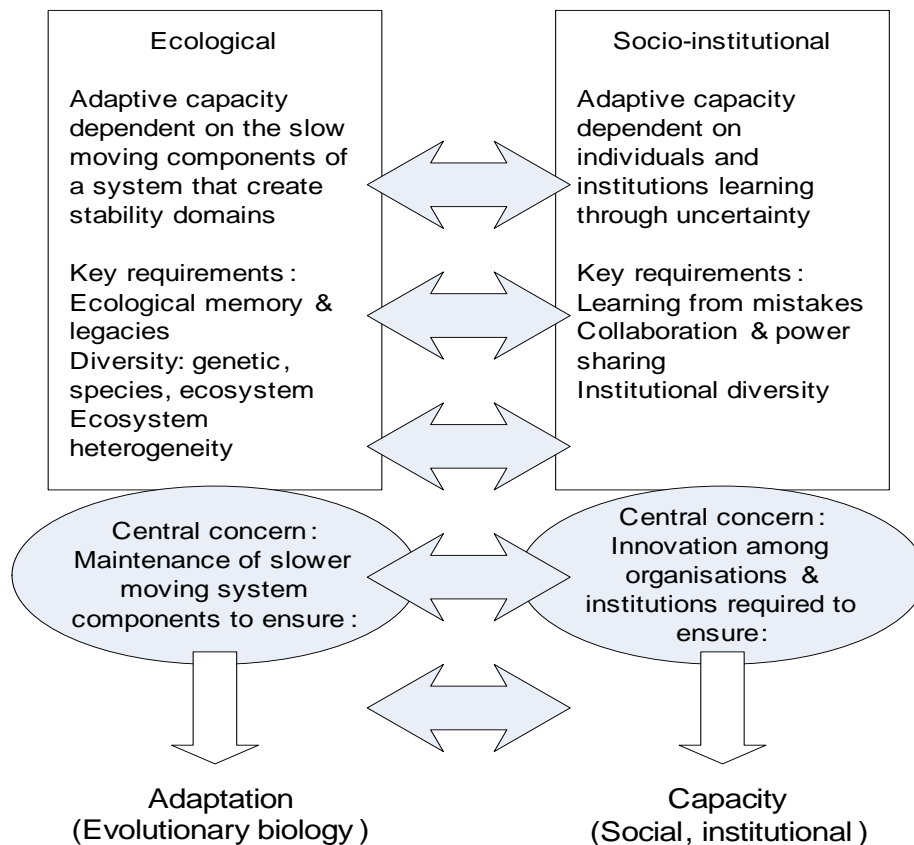 Ecological
Adaptive capacity
dependent on the slow
moving components of
a system that create
stability domains
Key requirements :
Ecological memory &
legacies
Diversity: genetic,
species, ecosystem
Ecosystem
heterogeneity
Socio-institutional
Adaptive capacity
dependent on
individuals and
institutions learning
through uncertainty
Key requirements :
Learning from mistakes
Collaboration & power
sharing
Institutional diversity
Central concern :
Maintenance of slower
moving system
components to ensure :
Central concern :
Innovation among
organisations &
institutions required to
ensure:
Adaptation
(Evolutionary biology )
Capacity
(Social, institutional )